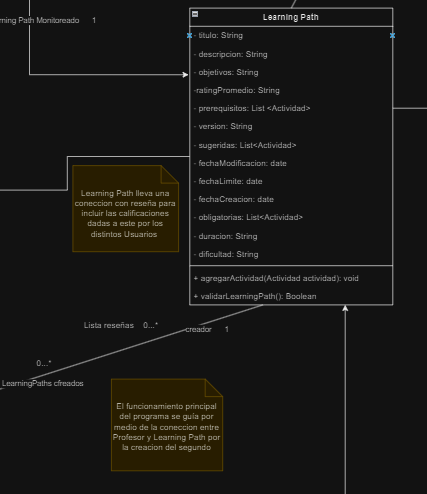 Learning Path
ming Path Monitoreado 1
- titulo: String
- descripcion: String
- objetivos: String
-ratingPromedio: String
- prerequisitos: List <Actividad>
- version: String
- sugeridas: List<Actividad>
- fechaModificacion: date
- fechaLimite: date
- fechaCreacion: date
- obligatorias: List<Actividad>
- duracion: String
- dificultad: String
+ agregarActividad(Actividad actividad): void
+ validarLearningPath(): Boolean
Learning Path lleva una
coneccion con reseña para
incluir las calificaciones
dadas a este por los
distintos Usuarios
Lista reseñas 0...*
creador 1
0...*
LearningPaths cfreados
El funcionamiento principal
del programa se guía por
medio de la coneccion entre
Profesor y Learning Path por
la creacion del segundo